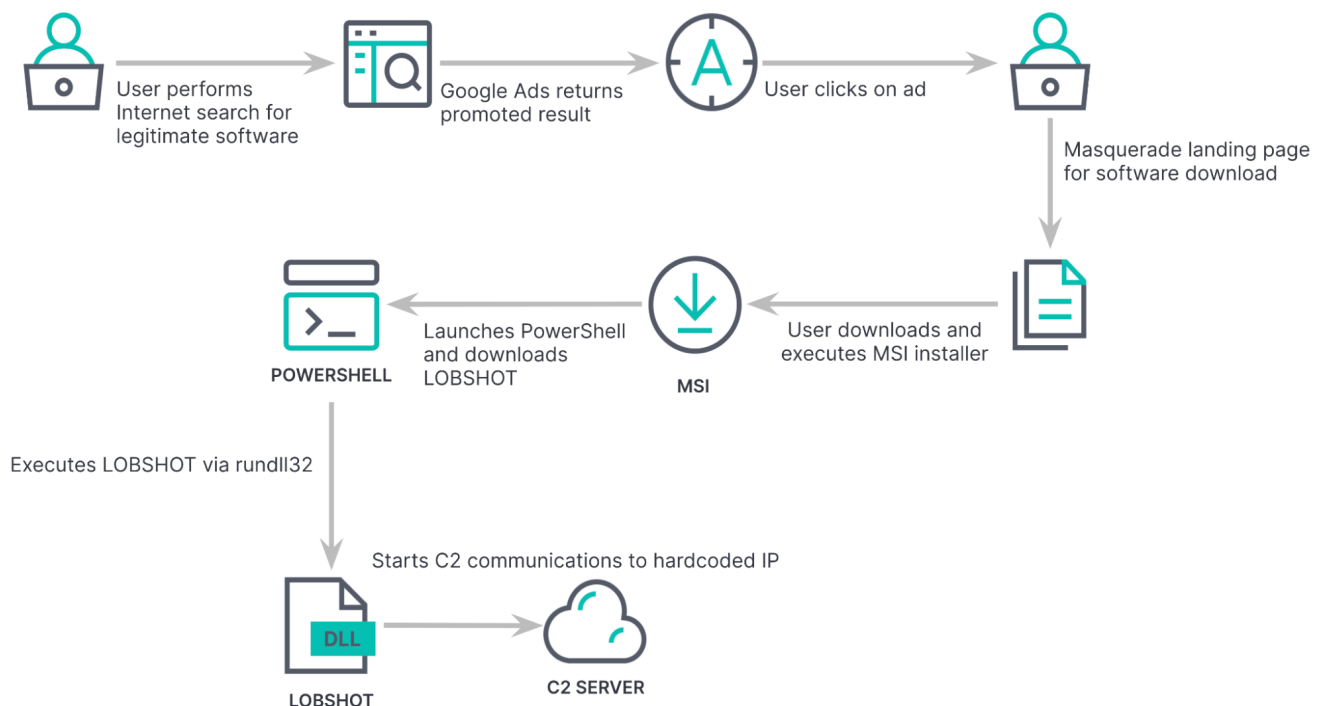 User performs
Internet search for
legitimate software
Google Ads returns
promoted result
A
User clicks on ad
Masquerade landing page
for software download
User downloads and
executes MSI installer
MSI
Launches PowerShell
and downloads
LOBSHOT
>_
POWERSHELL
Executes LOBSHOT via rundll32
Starts C2 communications to hardcoded IP
DLL
LOBSHOT
C2 SERVER